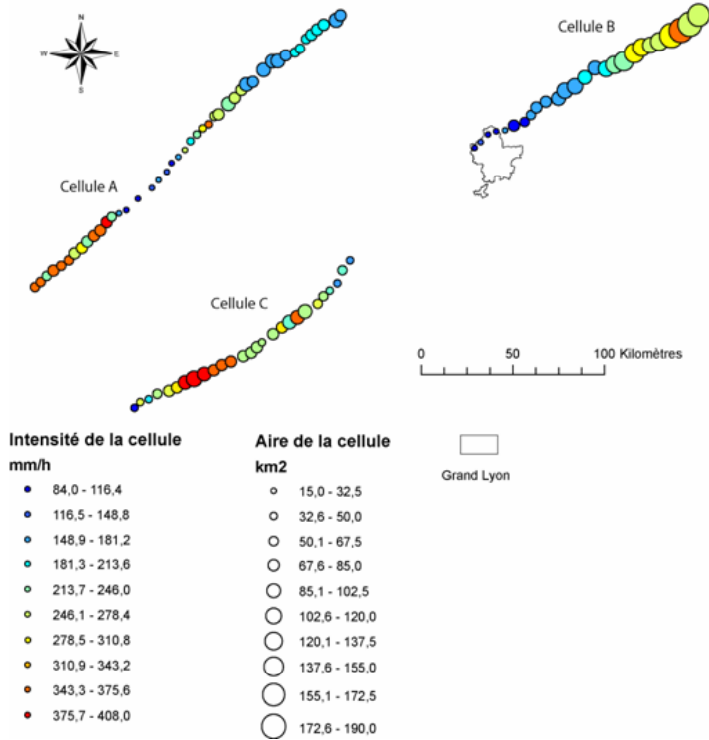 N
W E
S
Cellule B
Cellule A
Cellule C
0 50 100 Kilomètres
Intensité de la cellule
mm/h
84,0 - 116,4
116,5 - 148,8
148,9 - 181,2
181,3 - 213,6
213,7 - 246,0
246,1 - 278,4
278,5 - 310,8
310,9 - 343,2
343,3 - 375,6
375,7 - 408,0
Aire de la cellule
km2
15,0 - 32,5
32,6 - 50,0
50,1 - 67,5
67,6 - 85,0
85,1 - 102,5
102,6 - 120,0
120,1 - 137,5
137,6 - 155,0
155,1 - 172,5
172,6 - 190,0
Grand Lyon